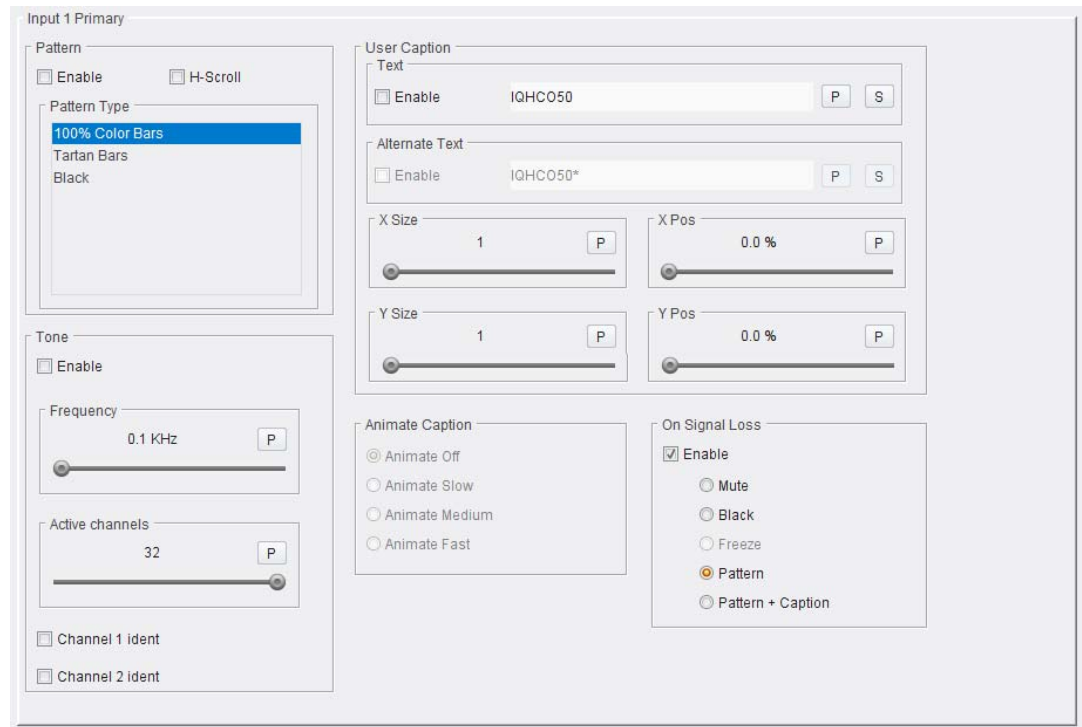 Input 1 Primary
Pattern
Enable H-Scroll
Pattern Type
100% Color Bars
Tartan Bars
Black
Tone
Enable
Frequency
0.1 KHz P
Active channels
32 P
Channel 1 ident
Channel 2 ident
User Caption
Text
Enable IQHCO50 P S
Alternate Text
Enable IQHCO50* P S
X Size
1 P
X Pos
0.0 % P
Y Size
1 P
Y Pos
0.0 % P
Animate Caption
Animate Off
Animate Slow
Animate Medium
Animate Fast
On Signal Loss
Enable
Mute
Black
Freeze
Pattern
Pattern + Caption